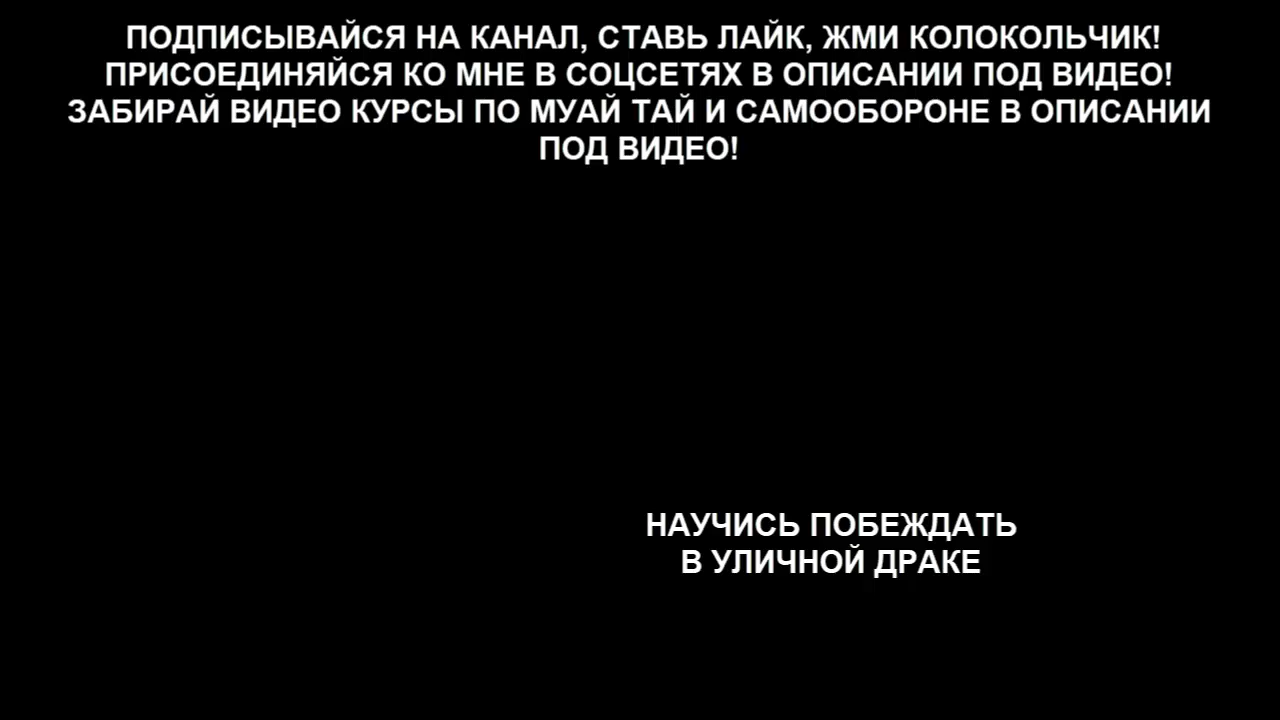 ПОДПИСЫВАЙСЯ НА КАНАЛ, СТАВЬ ЛАЙК, ЖМИ КОЛОКОЛЬЧИК!
ПРИСОЕДИНЯЙСЯ КО МНЕ В СОЦСЕТЯХ В ОПИСАНИИ ПОД ВИДЕО!
ЗАБИРАЙ ВИДЕО КУРСЫ ПО МУАЙ ТАЙ И САМООБОРОНЕ В ОПИСАНИИ
ПОД ВИДЕО!
НАУЧИСЬ ПОБЕЖДАТЬ
В УЛИЧНОЙ ДРАКЕ